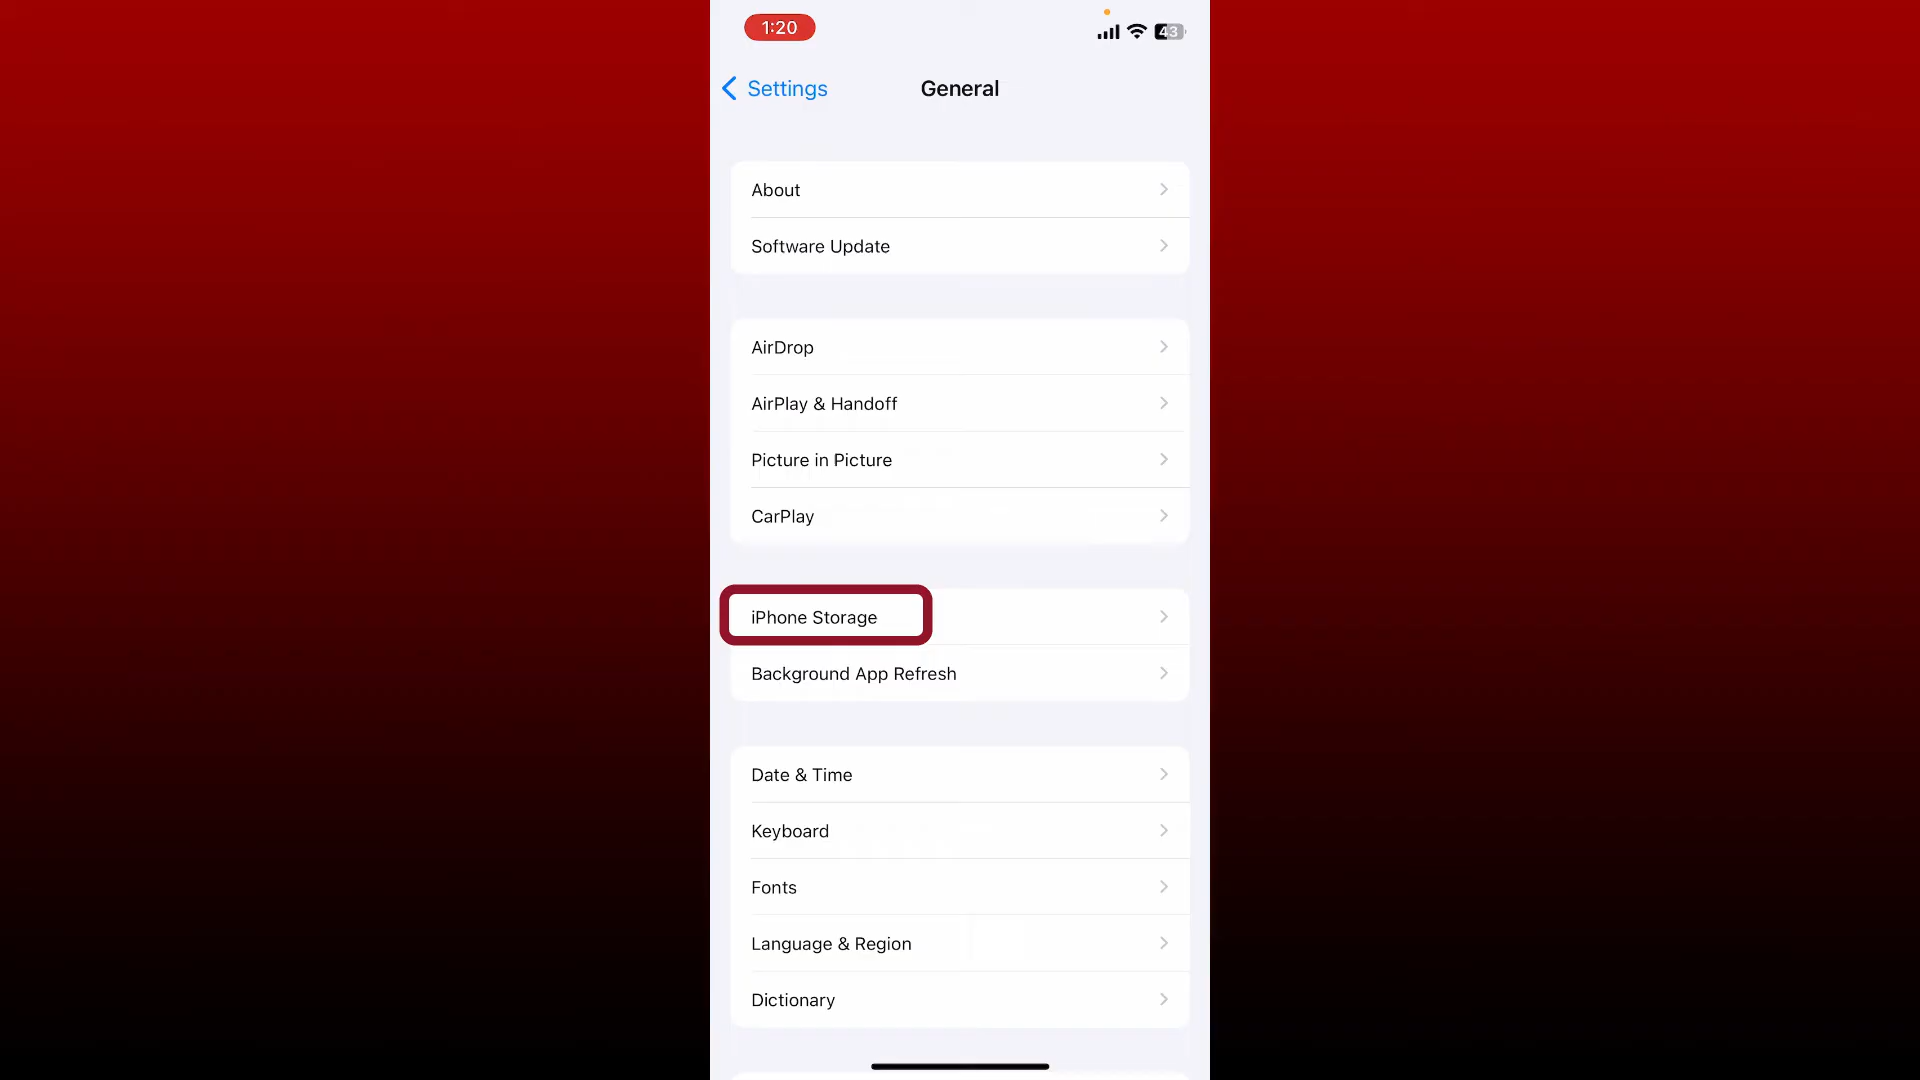 1:20
43
Settings
General
About
Software Update
AirDrop
AirPlay & Handoff
Picture in Picture
CarPlay
iPhone Storage
Background App Refresh
Date & Time
Keyboard
Fonts
Language & Region
Dictionary